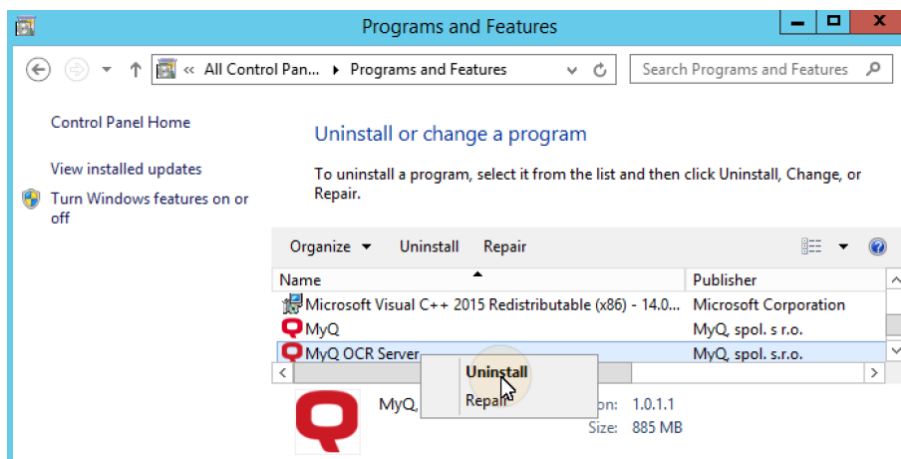 Programs and Features
X
« All Control Pan... Programs and Features
Search Programs and Features
Control Panel Home
View installed updates
Turn Windows features on or
off
Uninstall or change a program
To uninstall a program, select it from the list and then click Uninstall, Change, or
Repair.
Organize Uninstall Repair
Name Publisher
Microsoft Visual C++ 2015 Redistributable (x86) - 14.0... Microsoft Corporation
MyQ MyQ, spol. s r.o.
MyQ OCR Server MyQ, spol. s.r.o.
Uninstall
Repair
MyQ, on: 1.0.1.1
Size: 885 MB